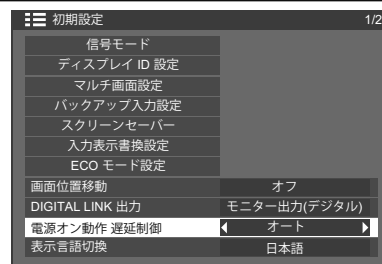 初期設定 1/2
信号モード
ディスプレイ ID 設定
マルチ画面設定
バックアップ入力設定
スクリーンセーバー
入力表示書換設定
ECO モード設定
画面位置移動 オフ
DIGITAL LINK 出力 モニター出力(デジタル)
電源オン動作 遅延制御 オート
表示言語切換 日本語